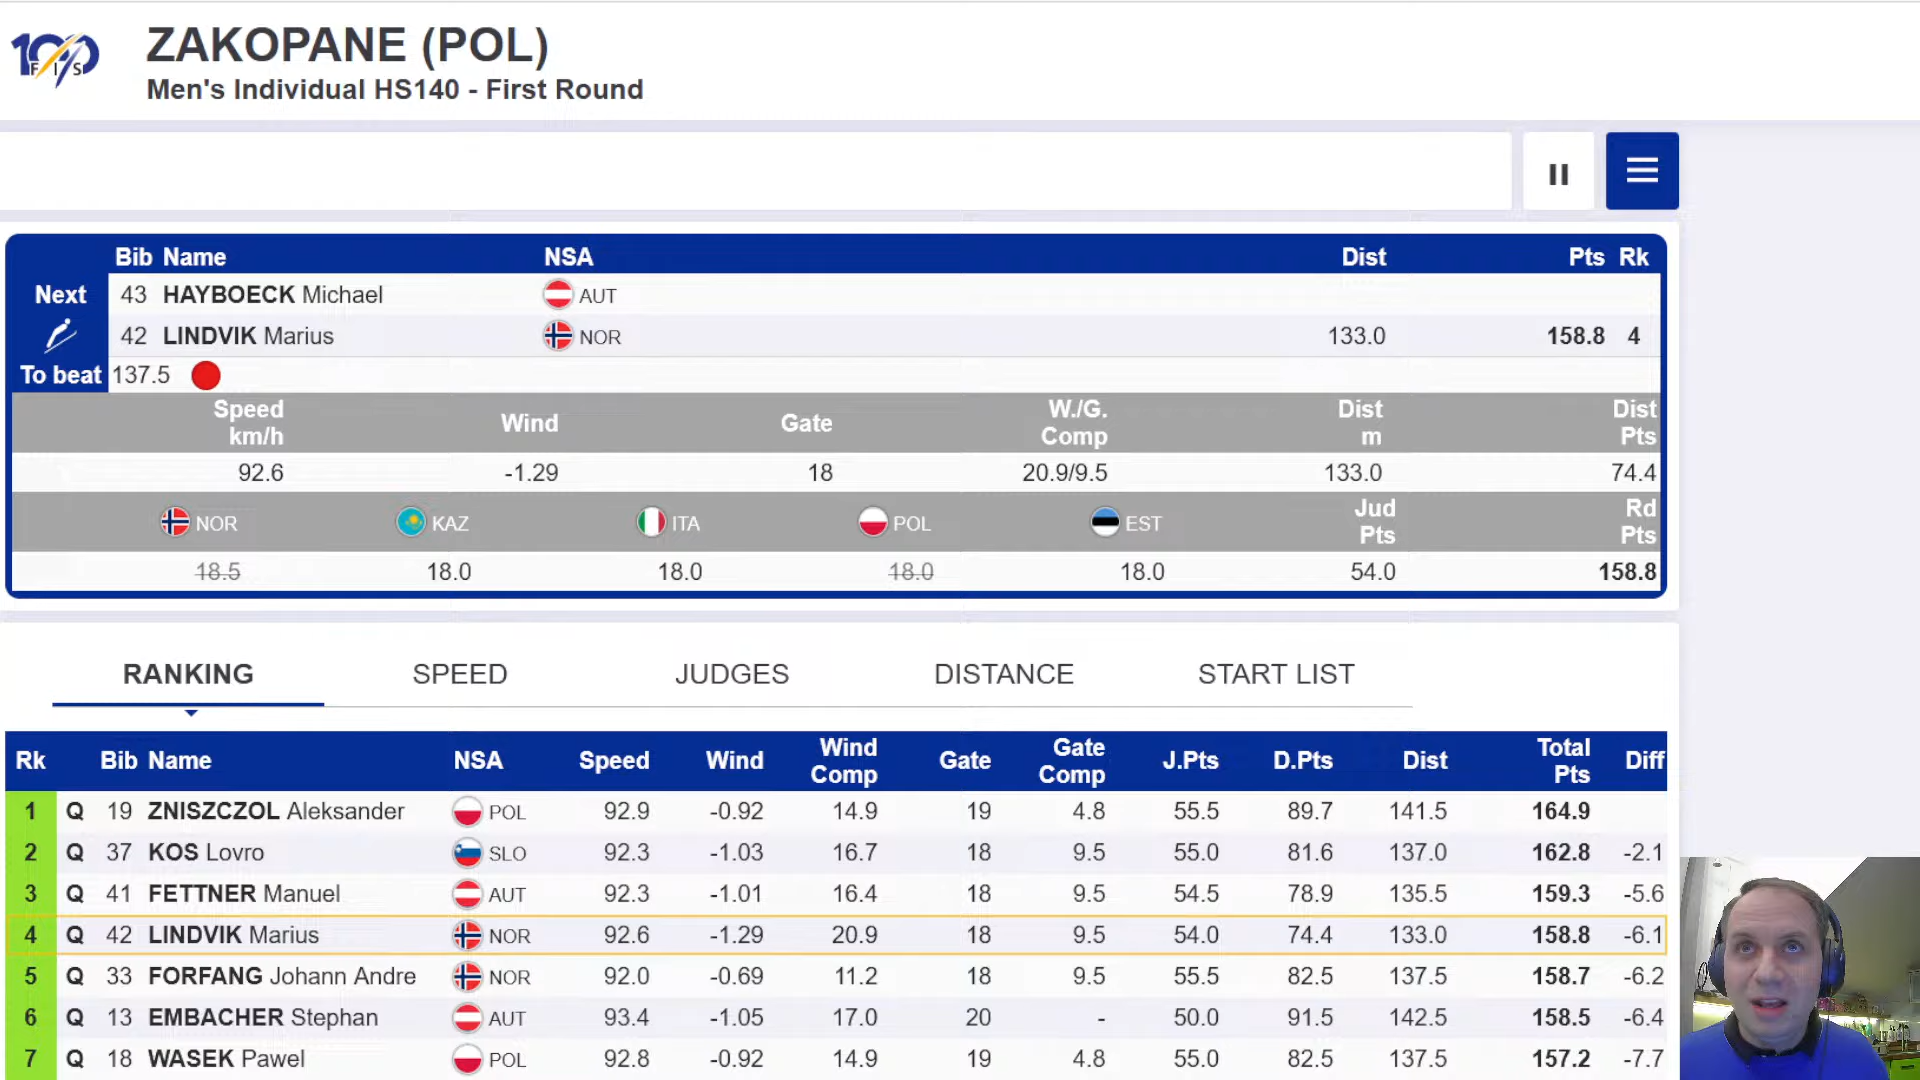 100 FIS
ZAKOPANE (POL)
Men's Individual HS140 - First Round
Bib Name NSA Dist Pts Rk
Next 43 HAYBOECK Michael AUT
42 LINDVIK Marius NOR 133.0 158.8 4
To beat 137.5
Speed km/h Wind Gate W./G. Comp Dist m Dist Pts
92.6 -1.29 18 20.9/9.5 133.0 74.4
NOR KAZ ITA POL EST Jud Pts Rd Pts
18.5 18.0 18.0 18.0 18.0 54.0 158.8
RANKING SPEED JUDGES DISTANCE START LIST
Rk Bib Name NSA Speed Wind Wind Comp Gate Gate Comp J.Pts D.Pts Dist Total Pts Diff
1 Q 19 ZNISZCZOL Aleksander POL 92.9 -0.92 14.9 19 4.8 55.5 89.7 141.5 164.9
2 Q 37 KOS Lovro SLO 92.3 -1.03 16.7 18 9.5 55.0 81.6 137.0 162.8 -2.1
3 Q 41 FETTNER Manuel AUT 92.3 -1.01 16.4 18 9.5 54.5 78.9 135.5 159.3 -5.6
4 Q 42 LINDVIK Marius NOR 92.6 -1.29 20.9 18 9.5 54.0 74.4 133.0 158.8 -6.1
5 Q 33 FORFANG Johann Andre NOR 92.0 -0.69 11.2 18 9.5 55.5 82.5 137.5 158.7 -6.2
6 Q 13 EMBACHER Stephan AUT 93.4 -1.05 17.0 20 - 50.0 91.5 142.5 158.5 -6.4
7 Q 18 WASEK Pawel POL 92.8 -0.92 14.9 19 4.8 55.0 82.5 137.5 157.2 -7.7